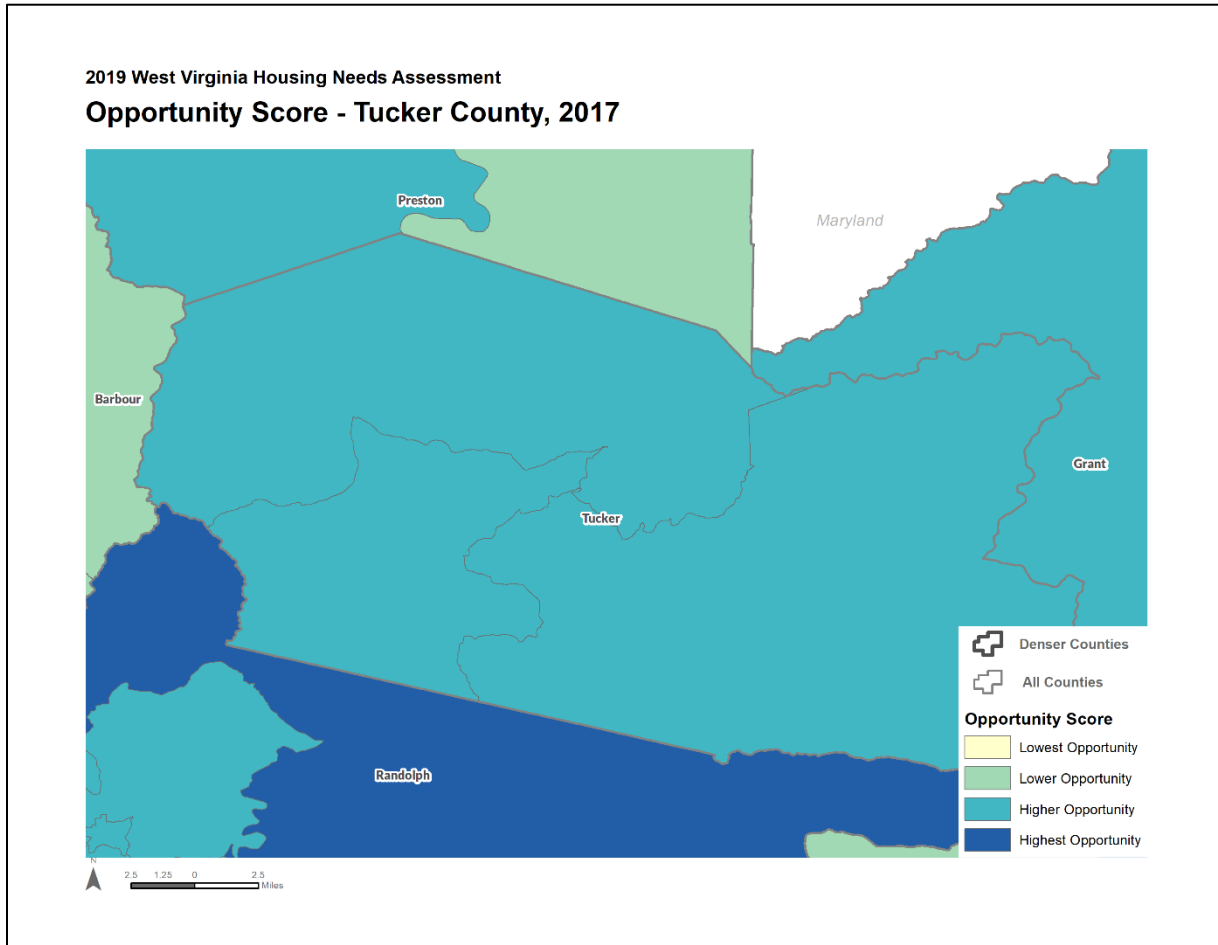 2019 West Virginia Housing Needs Assessment
Opportunity Score - Tucker County, 2017
Preston
Maryland
Barbour
Grant
Tucker
Randolph
Denser Counties
All Counties
Opportunity Score
Lowest Opportunity
Lower Opportunity
Higher Opportunity
Highest Opportunity
N
2.5 1.25 0 2.5
Miles